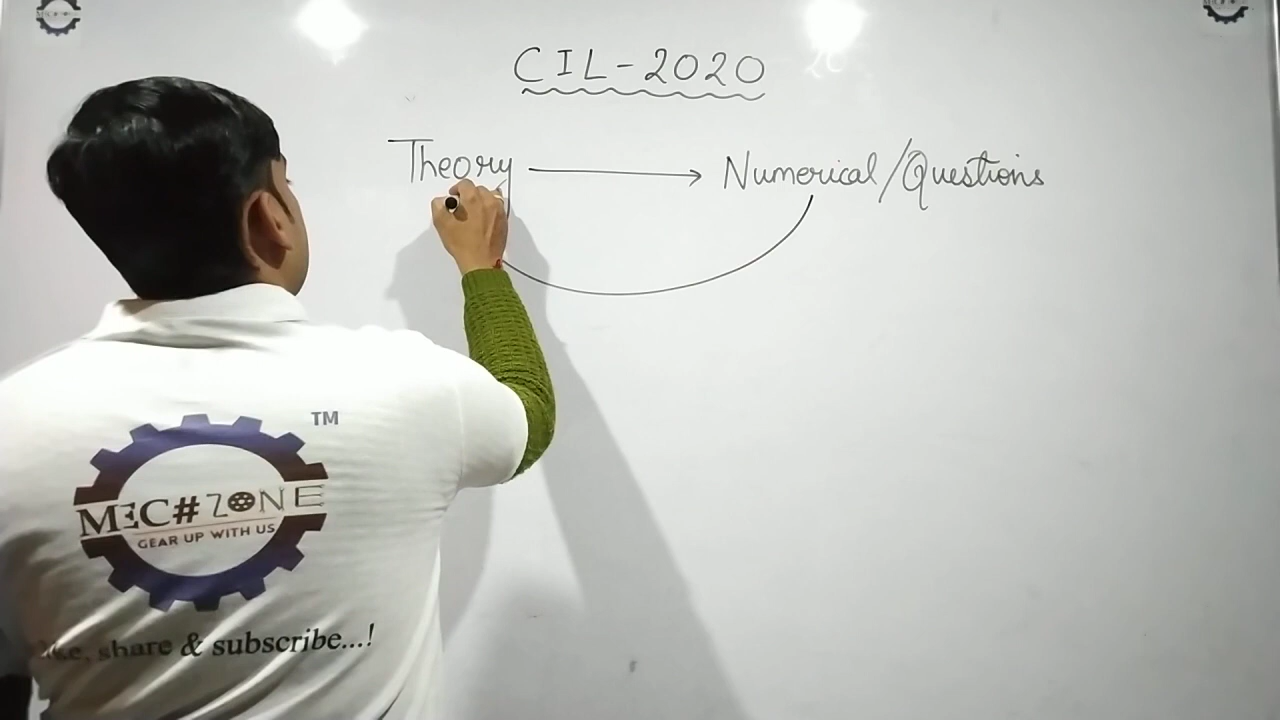 CIL-2020
Theory → Numerical/Questions
TM
MEC#ZONE
GEAR UP WITH US
share & subscribe...!